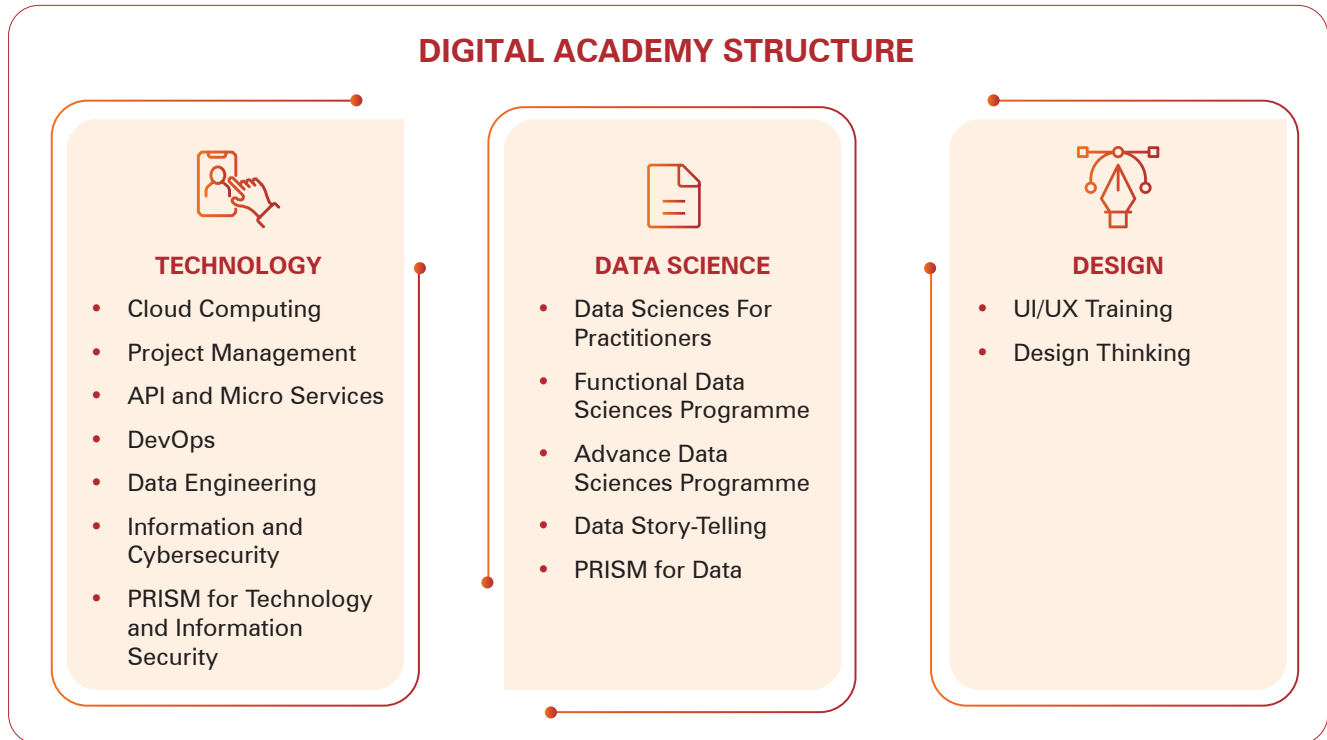 DIGITAL ACADEMY STRUCTURE
TECHNOLOGY
• Cloud Computing
• Project Management
• API and Micro Services
• DevOps
• Data Engineering
• Information and
Cybersecurity
• PRISM for Technology
and Information
Security
DATA SCIENCE
• Data Sciences For
Practitioners
• Functional Data
Sciences Programme
• Advance Data
Sciences Programme
• Data Story-Telling
• PRISM for Data
DESIGN
• UI/UX Training
• Design Thinking